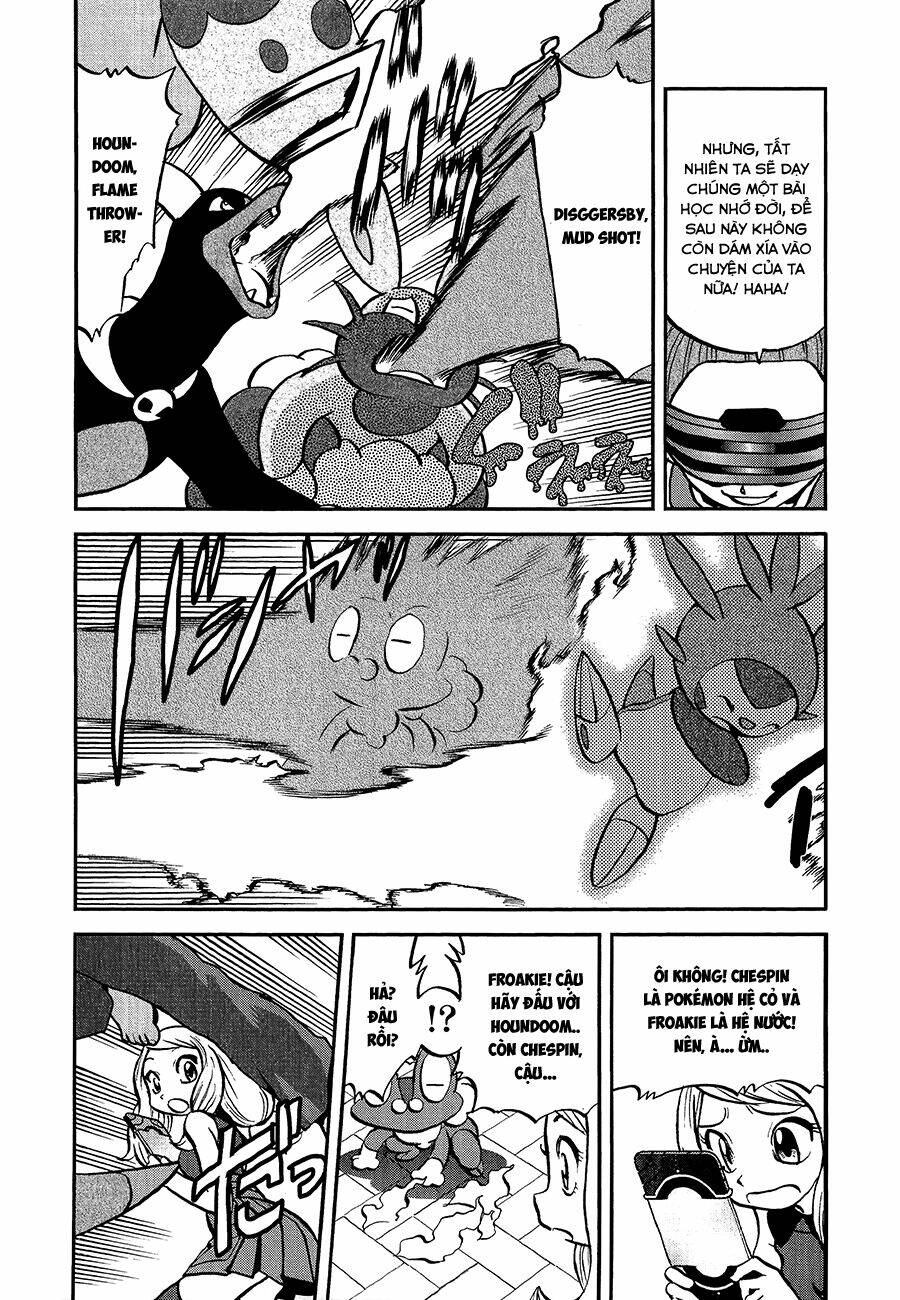 NHƯNG, TẤT
NHIÊN TA SẼ DẠY
CHÚNG MỘT BÀI
HỌC NHỚ ĐỜI, ĐỂ
SAU NÀY KHÔNG
CÒN DÁM XÍA VÀO
CHUYỆN CỦA TA
NỮA! HAHA!
DISGGERSBY,
MUD SHOT!
HOUN-
DOOM,
FLAME
THROW-
ER!
ÔI KHÔNG! CHESPIN
LÀ POKÉMON HỆ CỎ VÀ
FROAKIE LÀ HỆ NƯỚC!
NÊN, À... ỪM..
FROAKIE! CẬU
HÃY ĐẤU VỚI
HOUNDOOM..
CÒN CHESPIN,
CẬU...
!?
HẢ?
ĐÂU
RỒI?
だっ